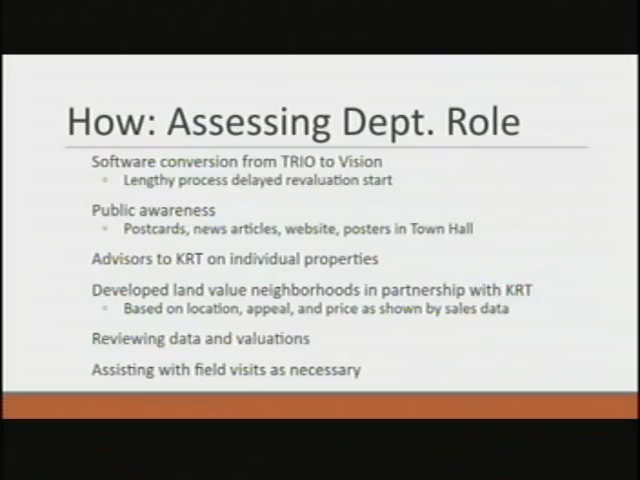 How: Assessing Dept. Role
Software conversion from TRIO to Vision
Lengthy process delayed revaluation start
Public awareness
Postcards, news articles, website, posters in Town Hall
Advisors to KRT on individual properties
Developed land value neighborhoods in partnership with KRT
Based on location, appeal, and price as shown by sales data
Reviewing data and valuations
Assisting with field visits as necessary